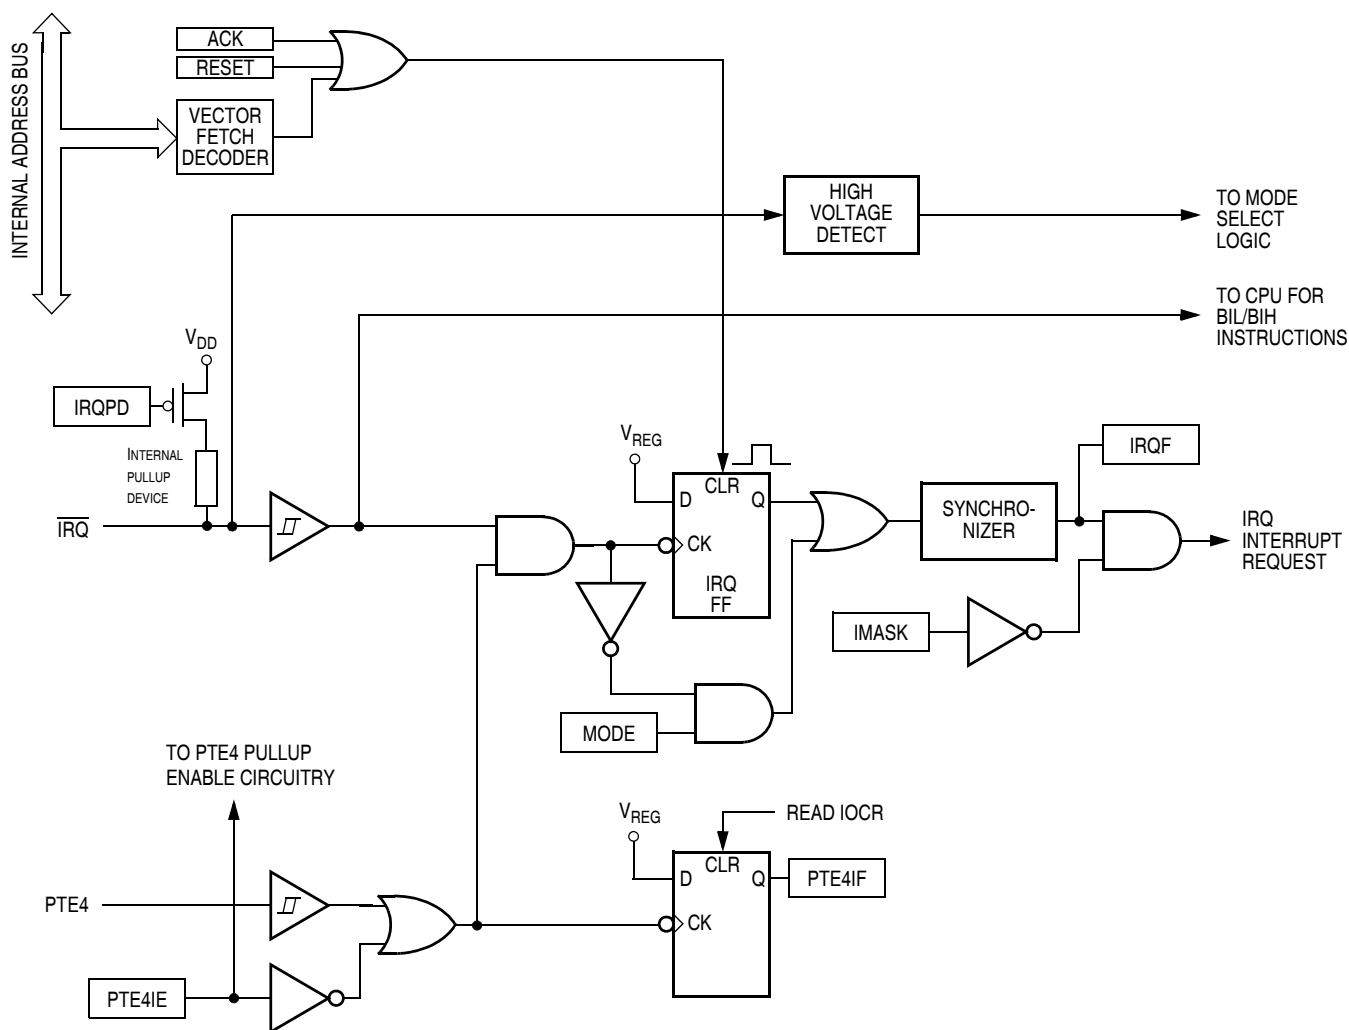 INTERNAL ADDRESS BUS
ACK
RESET
VECTOR
FETCH
DECODER
HIGH
VOLTAGE
DETECT
TO MODE
SELECT
LOGIC
TO CPU FOR
BIL/BIH
INSTRUCTIONS
VDD
IRQPD
INTERNAL
PULLUP
DEVICE
IRQ
VREG
D
CLR
Q
CK
IRQ
FF
SYNCHRO-
NIZER
IRQF
IRQ
INTERRUPT
REQUEST
IMASK
MODE
TO PTE4 PULLUP
ENABLE CIRCUITRY
VREG
READ IOCR
D
CLR
Q
CK
PTE4IF
PTE4
PTE4IE